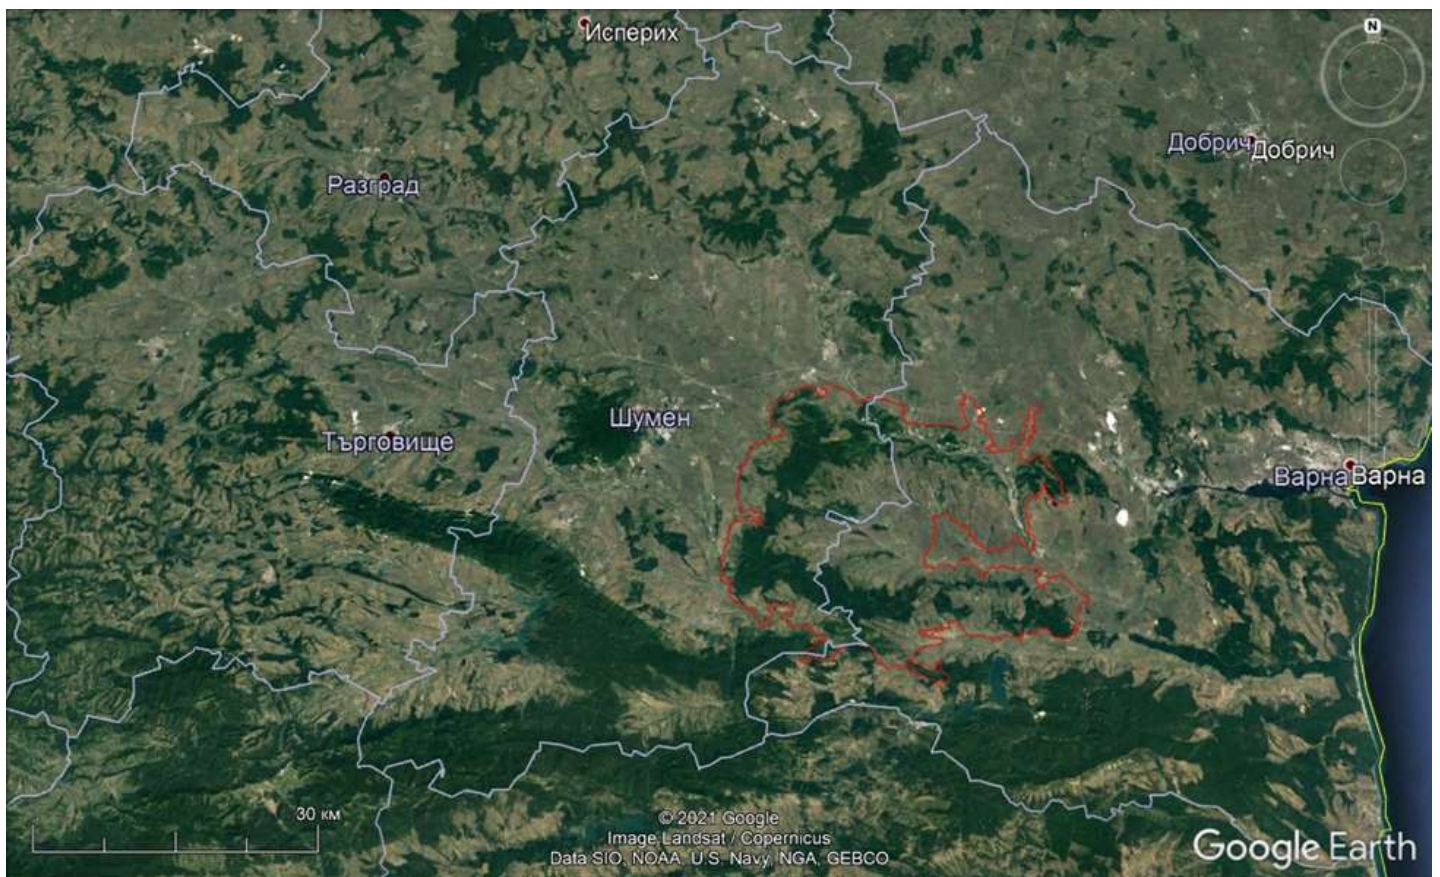 Исперих
N
Добрич Добрич
Разград
Шумен
Търговище
Варна Варна
30 км
© 2021 Google
Image Landsat / Copernicus
Data SIO, NOAA, U.S. Navy, NGA, GEBCO
Google Earth